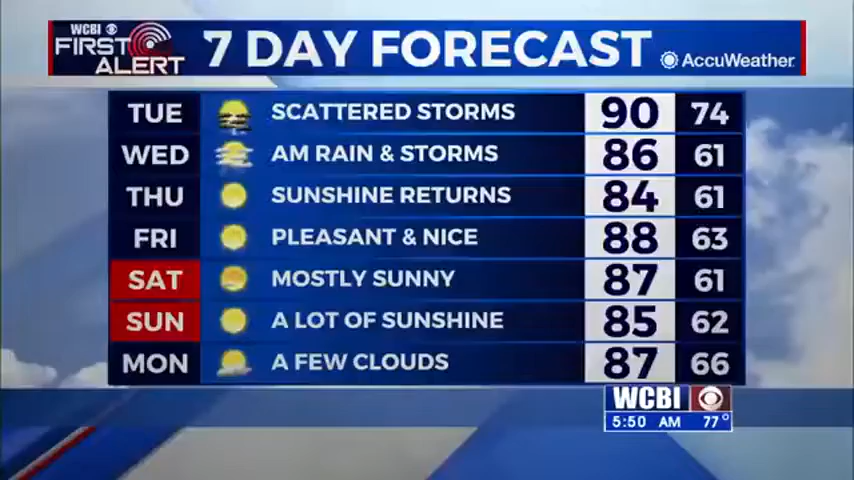 WCBI
FIRST
ALERT
7 DAY FORECAST
AccuWeather
TUE SCATTERED STORMS 90 74
WED AM RAIN & STORMS 86 61
THU SUNSHINE RETURNS 84 61
FRI PLEASANT & NICE 88 63
SAT MOSTLY SUNNY 87 61
SUN A LOT OF SUNSHINE 85 62
MON A FEW CLOUDS 87 66
WCBI
5:50 AM 77°